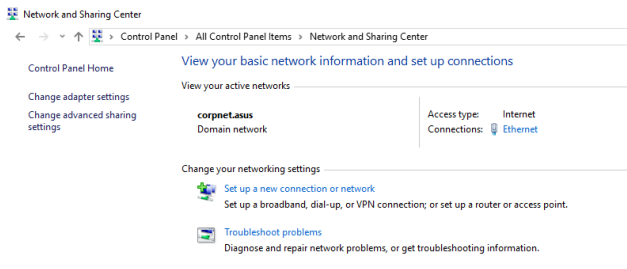 Network and Sharing Center
Control Panel > All Control Panel Items > Network and Sharing Center
Control Panel Home
Change adapter settings
Change advanced sharing
settings
View your basic network information and set up connections
View your active networks
corpnet.asus
Domain network
Access type: Internet
Connections: Ethernet
Change your networking settings
Set up a new connection or network
Set up a broadband, dial-up, or VPN connection; or set up a router or access point.
Troubleshoot problems
Diagnose and repair network problems, or get troubleshooting information.